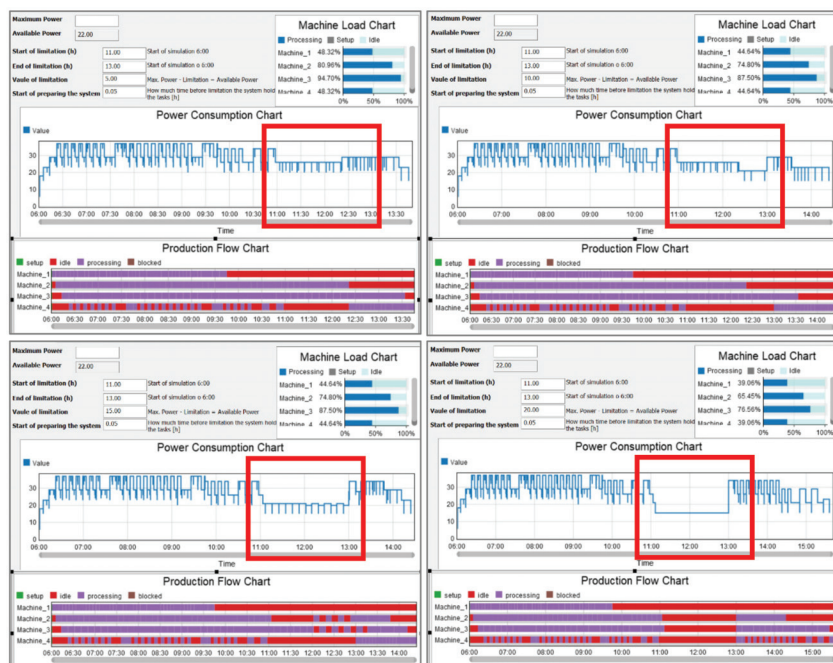 Maximum Power
Available Power 22.00
Start of limitation (h) 11.00 Start of simulation 6:00
End of limitation (h) 13.00 Start of simulation o 6:00
Vaule of limitation 5.00 Max. Power - Limitation = Available Power
Start of preparing the system 0.05 How much time before limitation the system hold the tasks [h]
Machine Load Chart
Processing Setup Idle
Machine_1 48.32%
Machine_2 80.96%
Machine_3 94.70%
Machine_4 48.32%
0% 50% 100%
Power Consumption Chart
Value
30
20
10
0
06:00 06:30 07:00 07:30 08:00 08:30 09:00 09:30 10:00 10:30 11:00 11:30 12:00 12:30 13:00 13:30
Time
Production Flow Chart
setup idle processing blocked
Machine_1
Machine_2
Machine_3
Machine_4
06:00 06:30 07:00 07:30 08:00 08:30 09:00 09:30 10:00 10:30 11:00 11:30 12:00 12:30 13:00 13:30
Maximum Power
Available Power 22.00
Start of limitation (h) 11.00 Start of simulation 6:00
End of limitation (h) 13.00 Start of simulation o 6:00
Vaule of limitation 10.00 Max. Power - Limitation = Available Power
Start of preparing the system 0.05 How much time before limitation the system hold the tasks [h]
Machine Load Chart
Processing Setup Idle
Machine_1 44.64%
Machine_2 74.80%
Machine_3 87.50%
Machine_4 44.64%
0% 50% 100%
Power Consumption Chart
Value
30
20
10
0
06:00 07:00 08:00 09:00 10:00 11:00 12:00 13:00 14:00
Time
Production Flow Chart
setup idle processing blocked
Machine_1
Machine_2
Machine_3
Machine_4
06:00 06:30 07:00 07:30 08:00 08:30 09:00 09:30 10:00 10:30 11:00 11:30 12:00 12:30 13:00 13:30 14:00
Maximum Power
Available Power 22.00
Start of limitation (h) 11.00 Start of simulation 6:00
End of limitation (h) 13.00 Start of simulation o 6:00
Vaule of limitation 15.00 Max. Power - Limitation = Available Power
Start of preparing the system 0.05 How much time before limitation the system hold the tasks [h]
Machine Load Chart
Processing Setup Idle
Machine_1 44.64%
Machine_2 74.80%
Machine_3 87.50%
Machine_4 44.64%
0% 50% 100%
Power Consumption Chart
Value
30
20
10
0
06:00 07:00 08:00 09:00 10:00 11:00 12:00 13:00 14:00
Time
Production Flow Chart
setup idle processing blocked
Machine_1
Machine_2
Machine_3
Machine_4
06:00 06:30 07:00 07:30 08:00 08:30 09:00 09:30 10:00 10:30 11:00 11:30 12:00 12:30 13:00 13:30 14:00
Maximum Power
Available Power 22.00
Start of limitation (h) 11.00 Start of simulation 6:00
End of limitation (h) 13.00 Start of simulation o 6:00
Vaule of limitation 20.00 Max. Power - Limitation = Available Power
Start of preparing the system 0.05 How much time before limitation the system hold the tasks [h]
Machine Load Chart
Processing Setup Idle
Machine_1 39.06%
Machine_2 65.45%
Machine_3 76.56%
Machine_4 39.06%
0% 50% 100%
Power Consumption Chart
Value
30
20
10
0
06:00 07:00 08:00 09:00 10:00 11:00 12:00 13:00 14:00 15:00
Time
Production Flow Chart
setup idle processing blocked
Machine_1
Machine_2
Machine_3
Machine_4
06:00 07:00 08:00 09:00 10:00 11:00 12:00 13:00 14:00 15:00